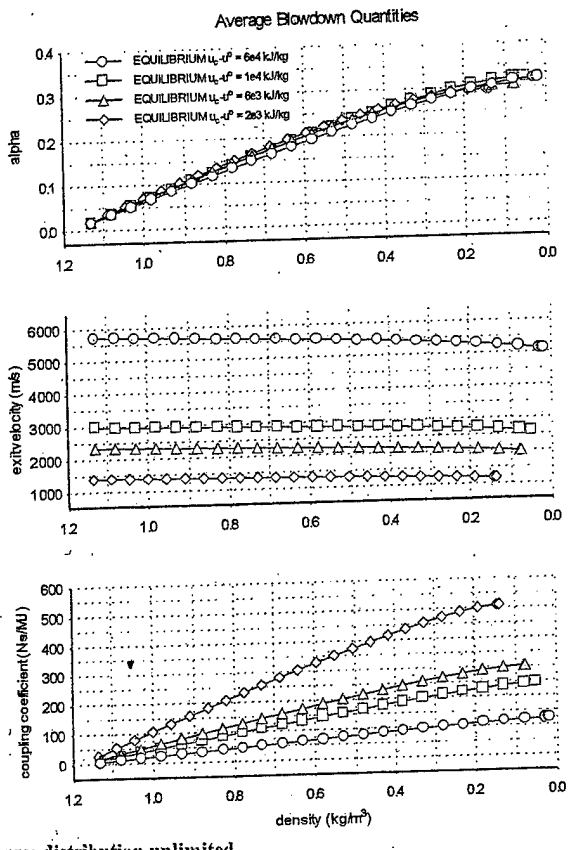 Average Blowdown Quantities
EQUILIBRIUM u_c-u° = 6e4 kJ/kg
EQUILIBRIUM u_c-u° = 1e4 kJ/kg
EQUILIBRIUM u_c-u° = 6e3 kJ/kg
EQUILIBRIUM u_c-u° = 2e3 kJ/kg
alpha
0.4
0.3
0.2
0.1
0.0
1.2 1.0 0.8 0.6 0.4 0.2 0.0
exit velocity (m/s)
6000
5000
4000
3000
2000
1000
1.2 1.0 0.8 0.6 0.4 0.2 0.0
coupling coefficient (Ns/MJ)
600
500
400
300
200
100
0
1.2 1.0 0.8 0.6 0.4 0.2 0.0
density (kg/m³)
distribution unlimited